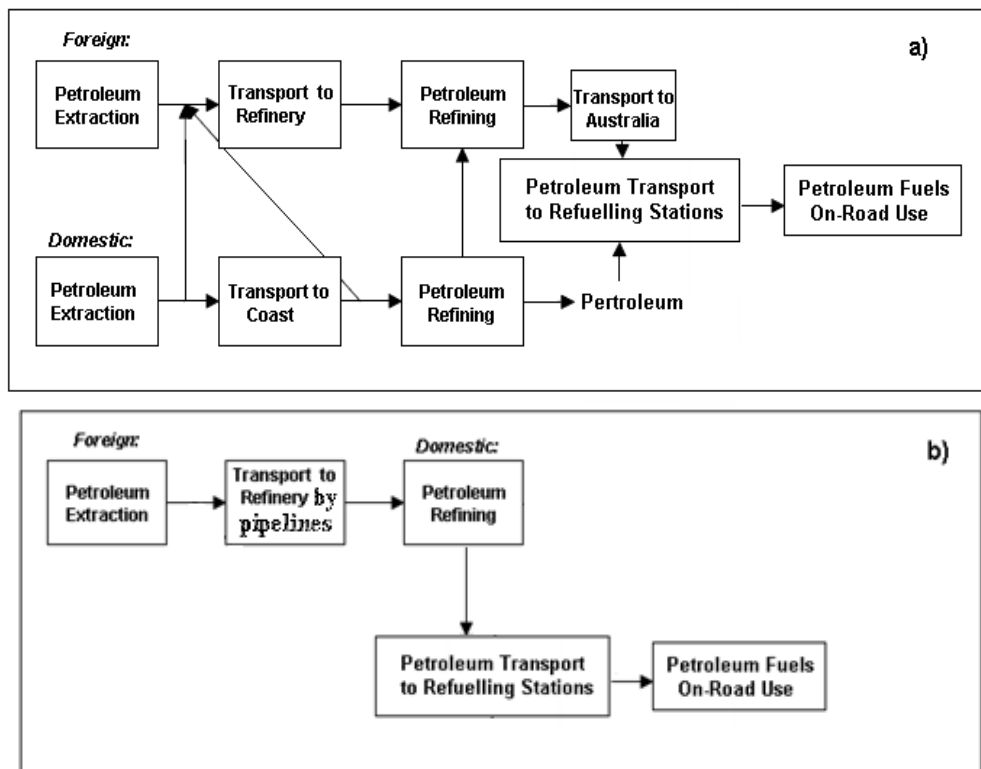 a)
Foreign:
Petroleum
Extraction
Transport to
Refinery
Petroleum
Refining
Transport to
Australia
Petroleum Transport
to Refuelling Stations
Petroleum Fuels
On-Road Use
Domestic:
Petroleum
Extraction
Transport to
Coast
Petroleum
Refining
Pertroleum
b)
Foreign:
Petroleum
Extraction
Transport to
Refinery by
pipelines
Domestic:
Petroleum
Refining
Petroleum Transport
to Refuelling Stations
Petroleum Fuels
On-Road Use